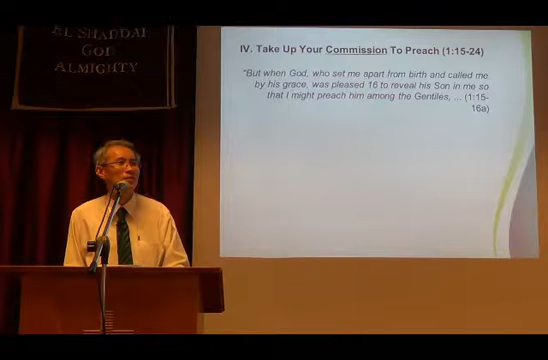 EL SHADDAI
GOD
ALMIGHTY
IV. Take Up Your Commission To Preach (1:15-24)
"But when God, who set me apart from birth and called me
by his grace, was pleased 16 to reveal his Son in me so
that I might preach him among the Gentiles, ... (1:15-
16a)